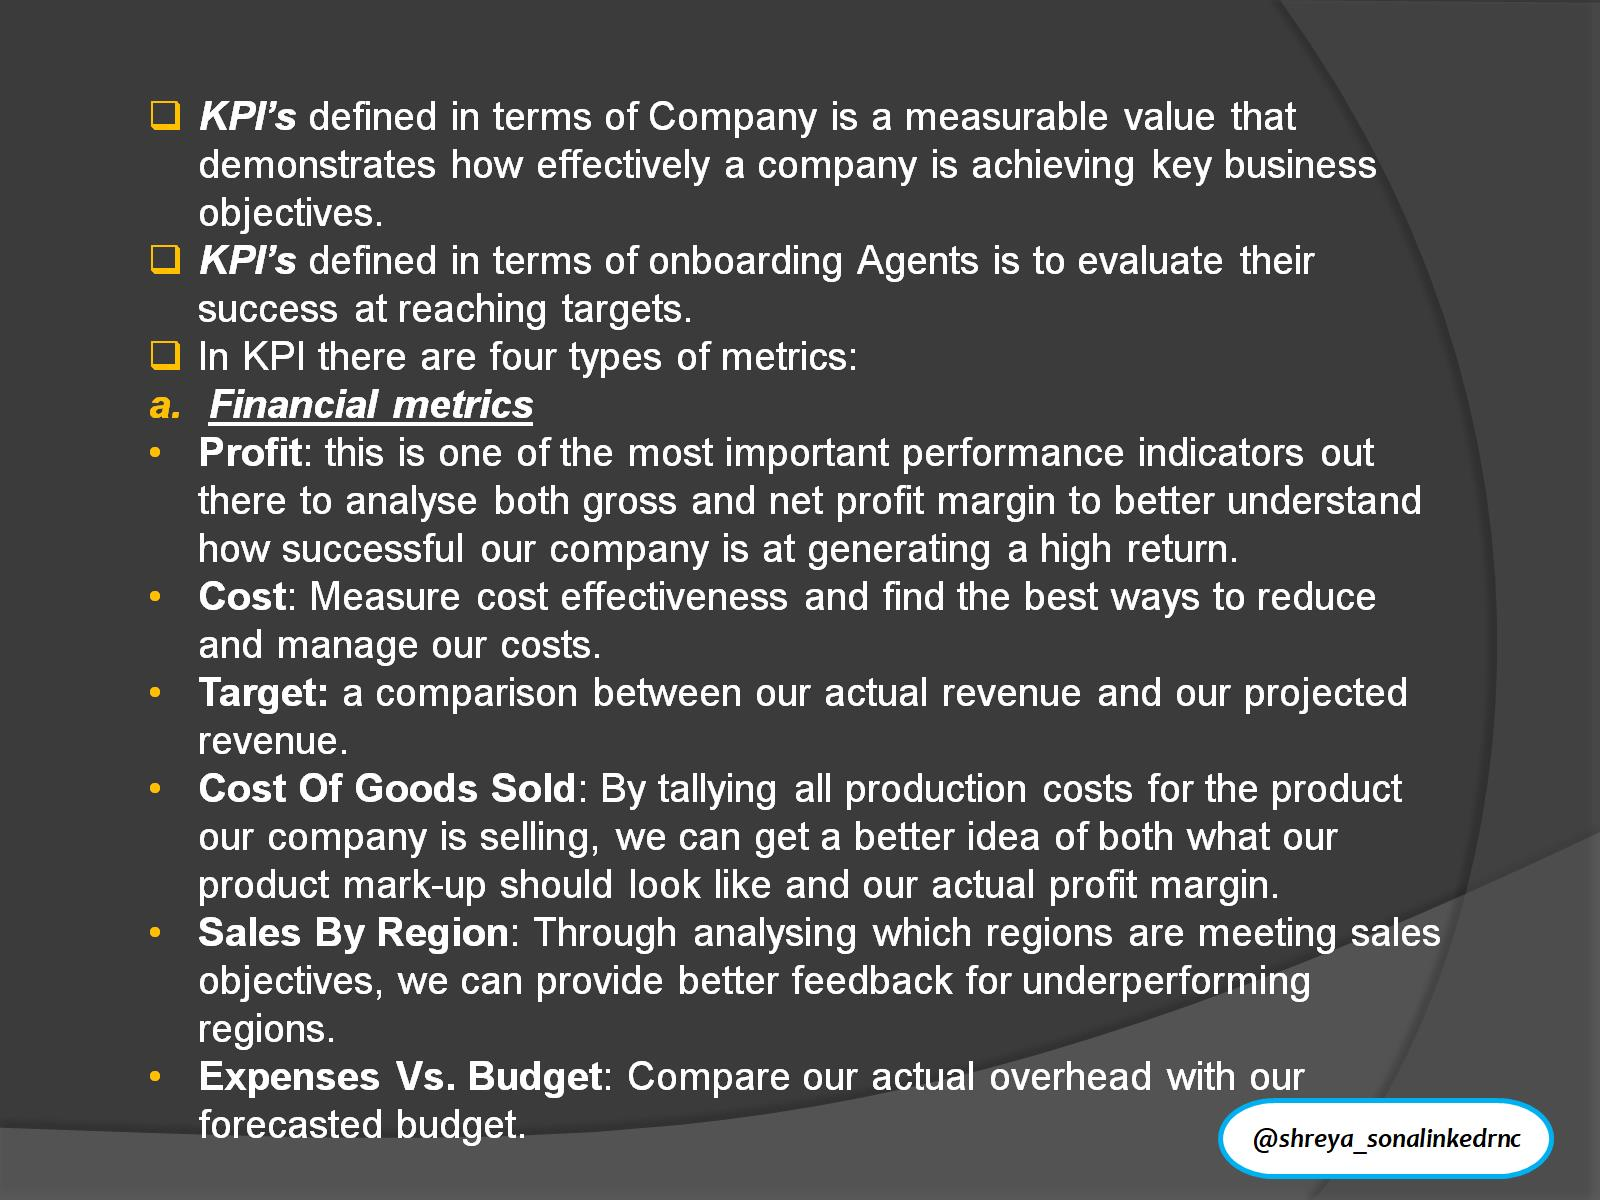 KPI’s defined in terms of Company is a measurable value that
demonstrates how effectively a company is achieving key business
objectives.
KPI’s defined in terms of onboarding Agents is to evaluate their
success at reaching targets.
In KPI there are four types of metrics:
a. Financial metrics
• Profit: this is one of the most important performance indicators out
there to analyse both gross and net profit margin to better understand
how successful our company is at generating a high return.
• Cost: Measure cost effectiveness and find the best ways to reduce
and manage our costs.
• Target: a comparison between our actual revenue and our projected
revenue.
• Cost Of Goods Sold: By tallying all production costs for the product
our company is selling, we can get a better idea of both what our
product mark-up should look like and our actual profit margin.
• Sales By Region: Through analysing which regions are meeting sales
objectives, we can provide better feedback for underperforming
regions.
• Expenses Vs. Budget: Compare our actual overhead with our
forecasted budget.
@shreya_sonalinkedrnc